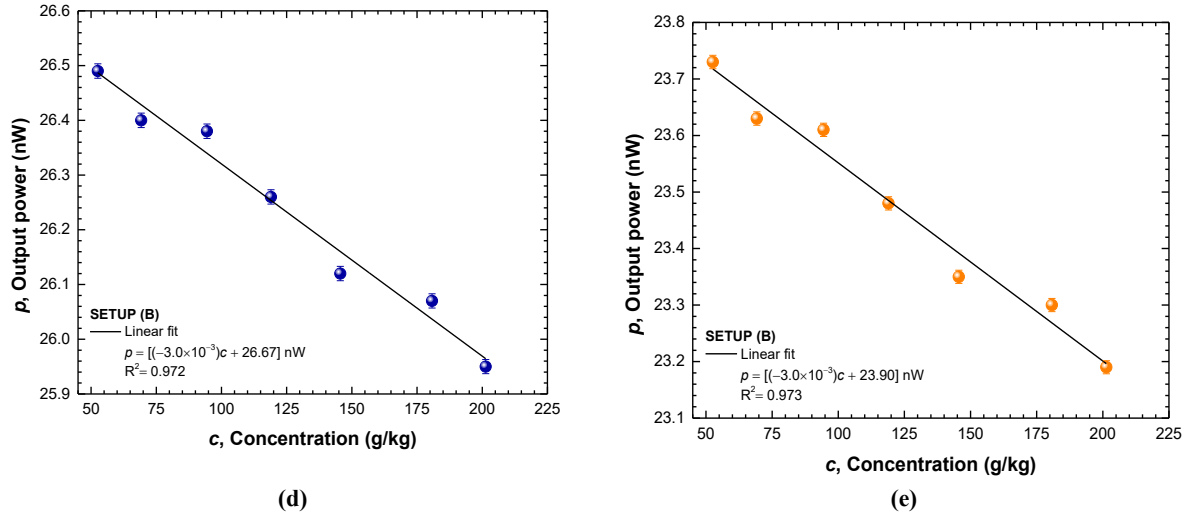 26.6
26.5
26.4
26.3
26.2
26.1
26.0
25.9
p, Output power (nW)
SETUP (B)
Linear fit
p = [(−3.0×10⁻³)c + 26.67] nW
R²= 0.972
50 75 100 125 150 175 200 225
c, Concentration (g/kg)
(d)
23.8
23.7
23.6
23.5
23.4
23.3
23.2
23.1
p, Output power (nW)
SETUP (B)
Linear fit
p = [(−3.0×10⁻³)c + 23.90] nW
R²= 0.973
50 75 100 125 150 175 200 225
c, Concentration (g/kg)
(e)